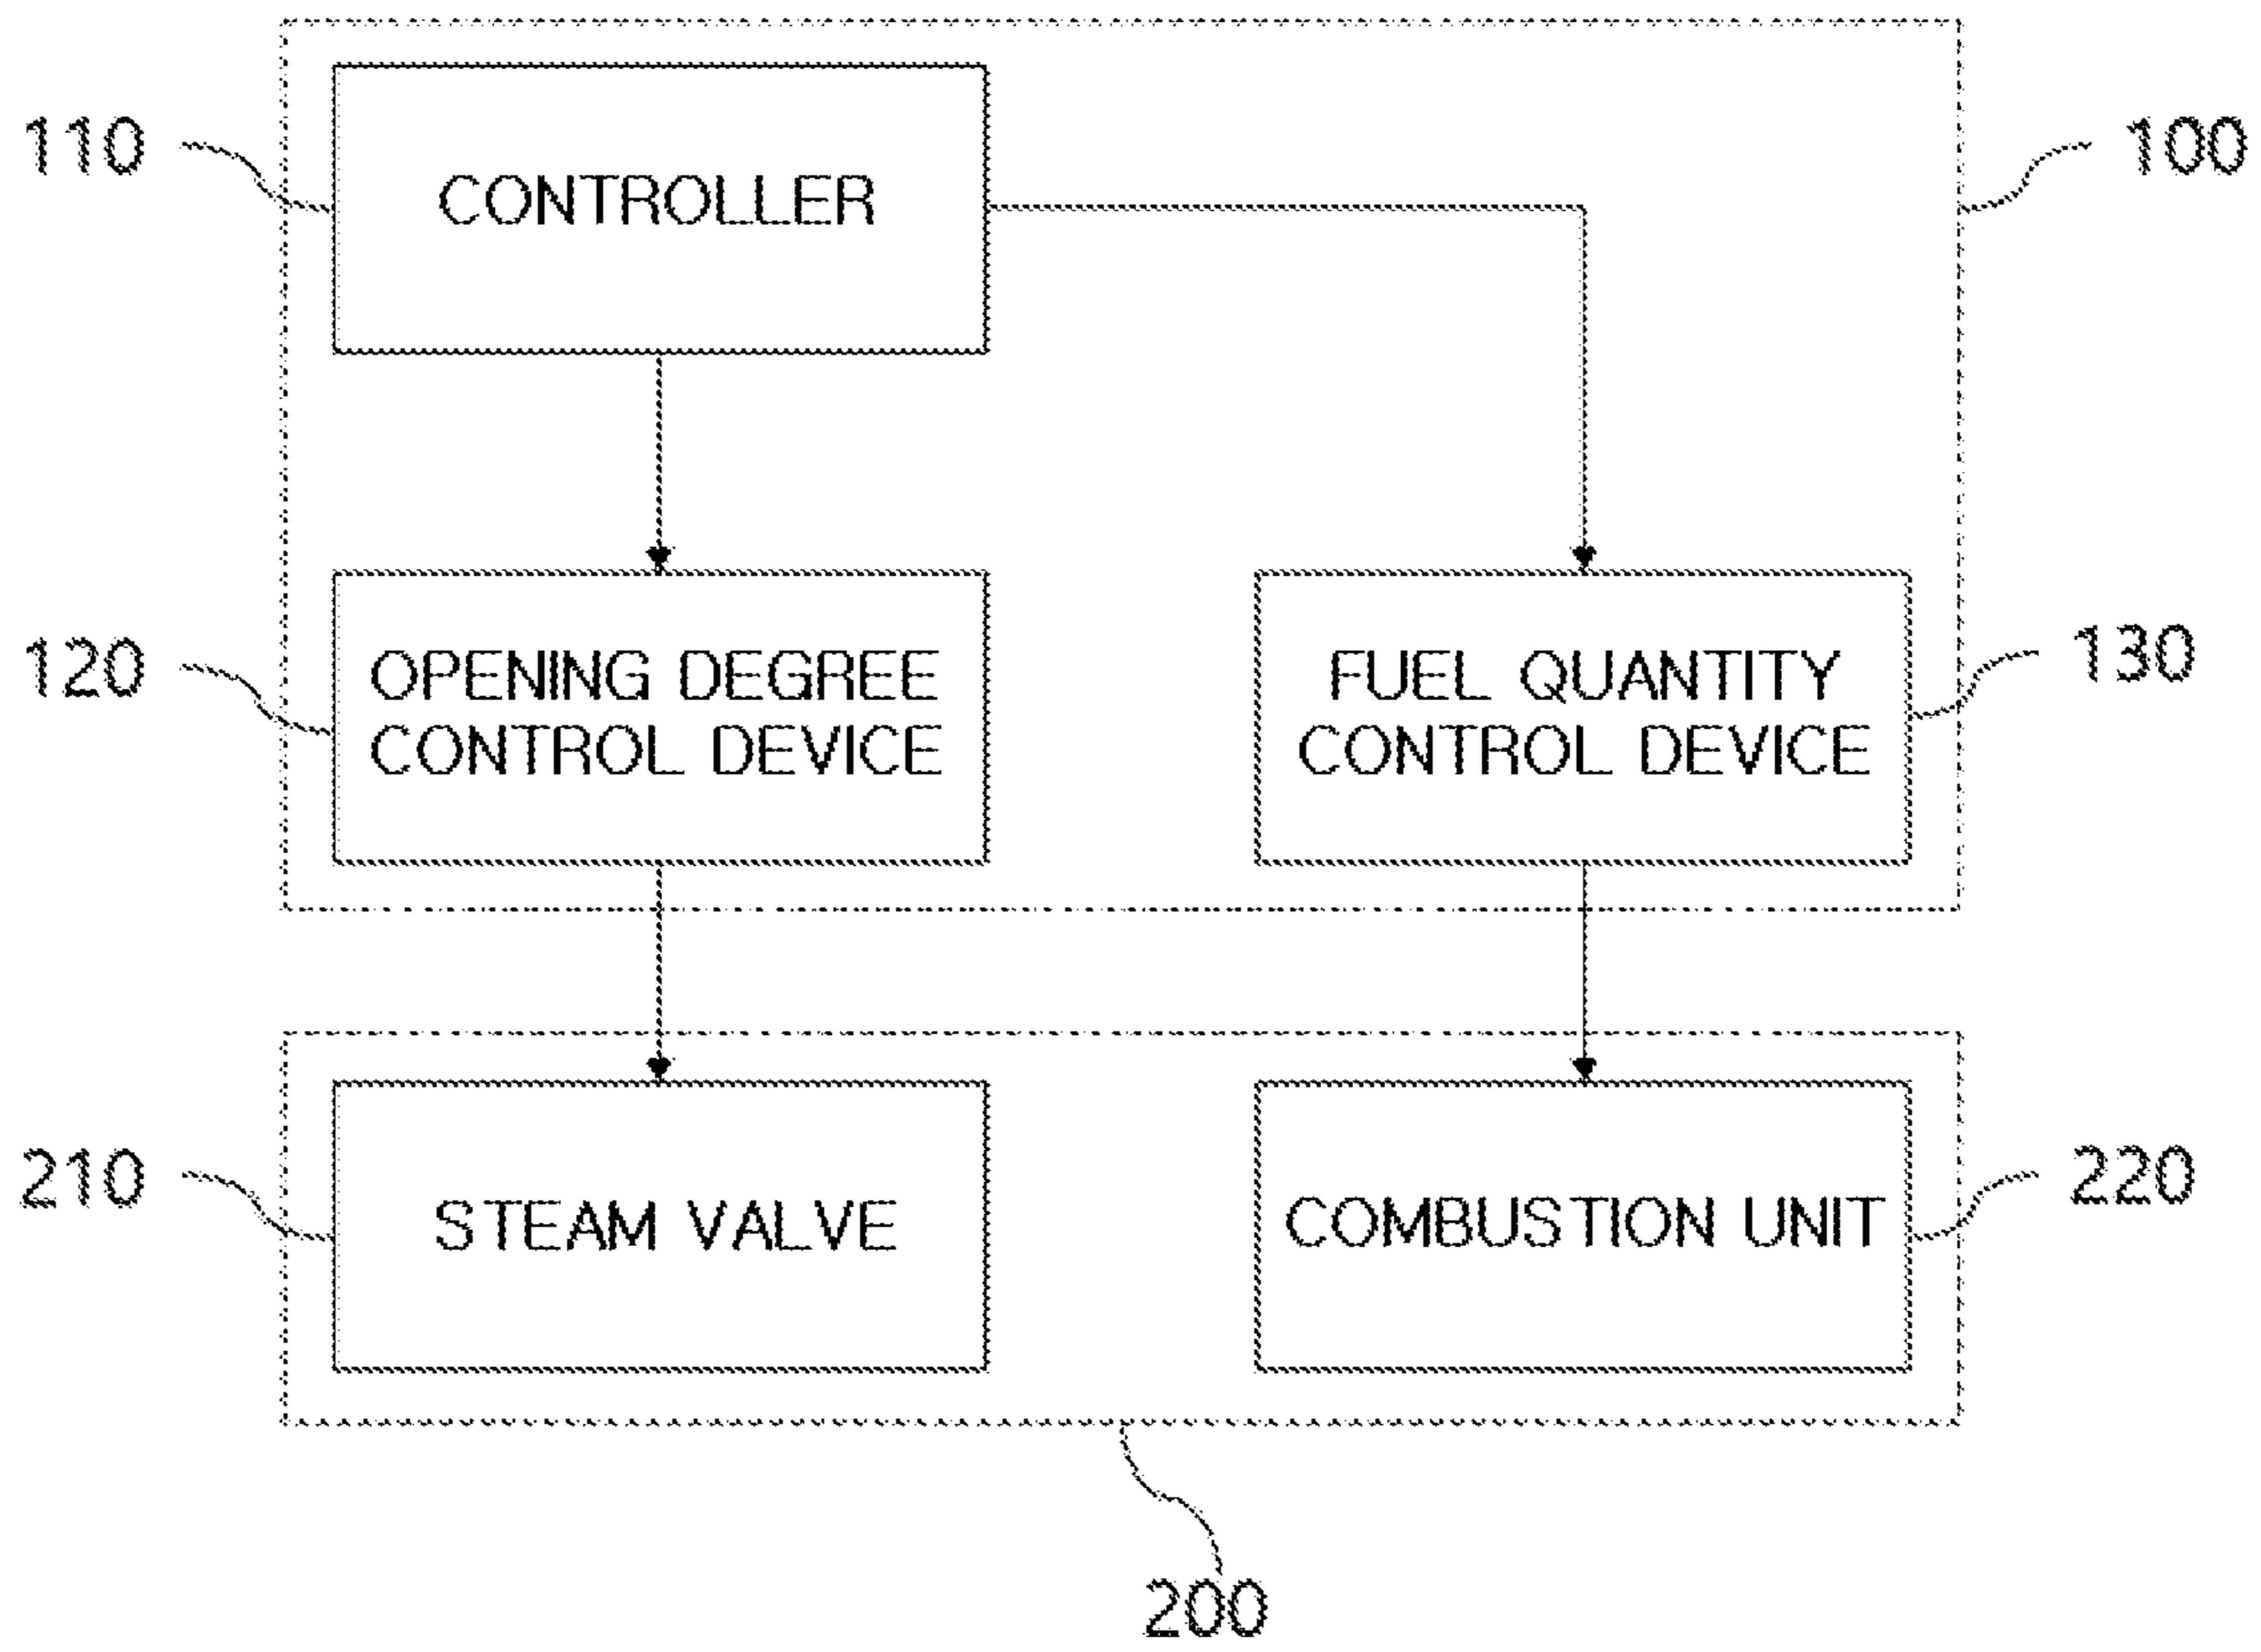 110
CONTROLLER
100
120
OPENING DEGREE
CONTROL DEVICE
FUEL QUANTITY
CONTROL DEVICE
130
210
STEAM VALVE
COMBUSTION UNIT
220
200